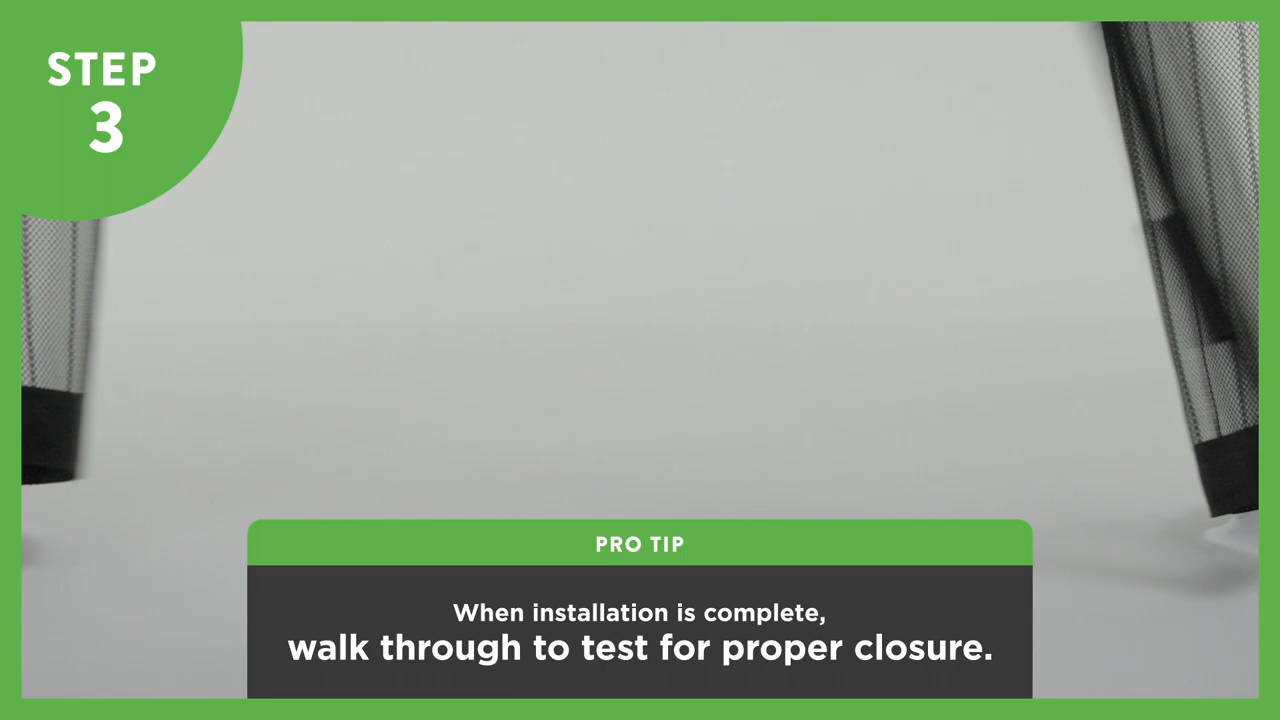 STEP
3
PRO TIP
When installation is complete,
walk through to test for proper closure.